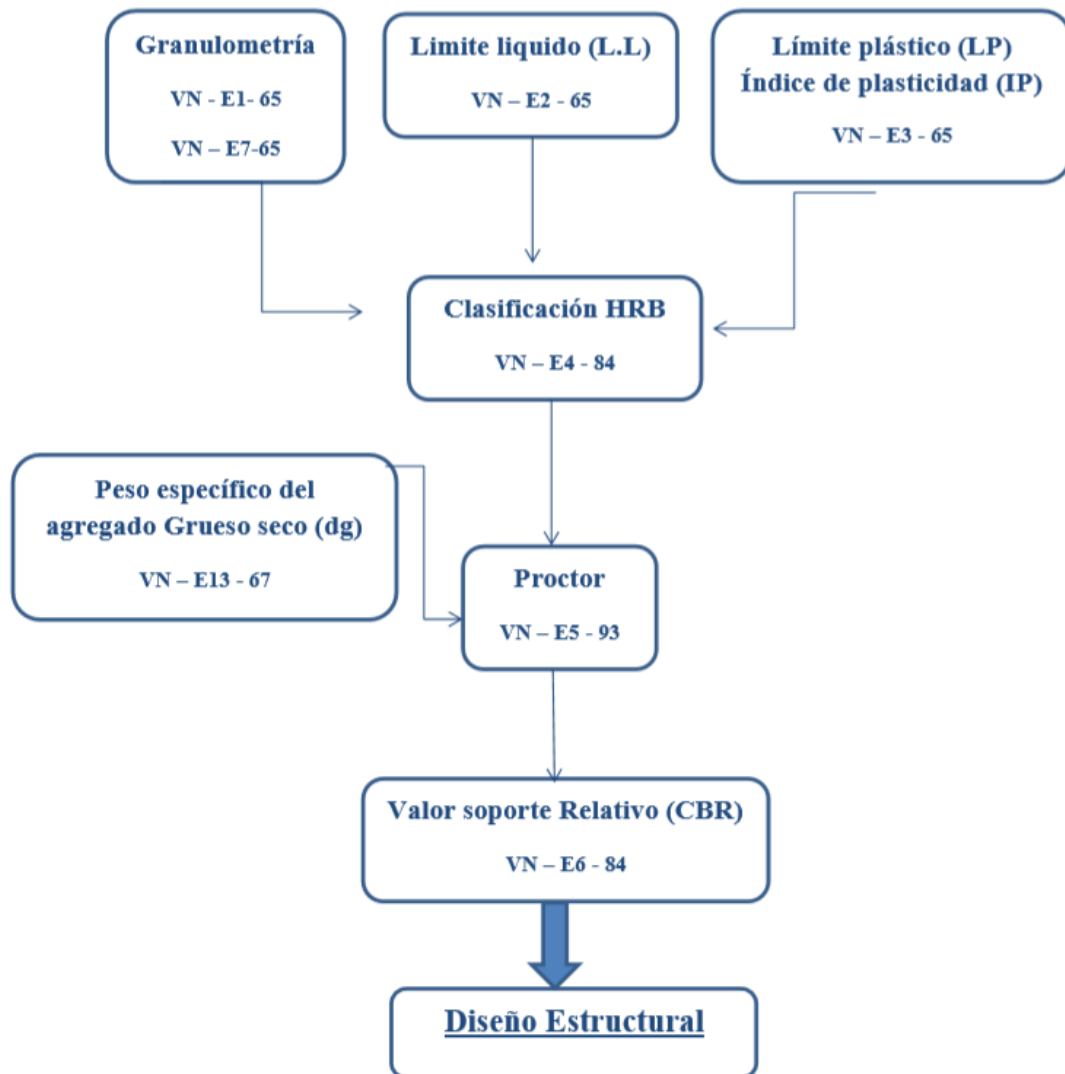 Granulometría
VN - E1- 65
VN – E7-65
Limite liquido (L.L)
VN – E2 - 65
Límite plástico (LP)
Índice de plasticidad (IP)
VN – E3 - 65
Clasificación HRB
VN – E4 - 84
Peso específico del
agregado Grueso seco (dg)
VN – E13 - 67
Proctor
VN – E5 - 93
Valor soporte Relativo (CBR)
VN – E6 - 84
Diseño Estructural